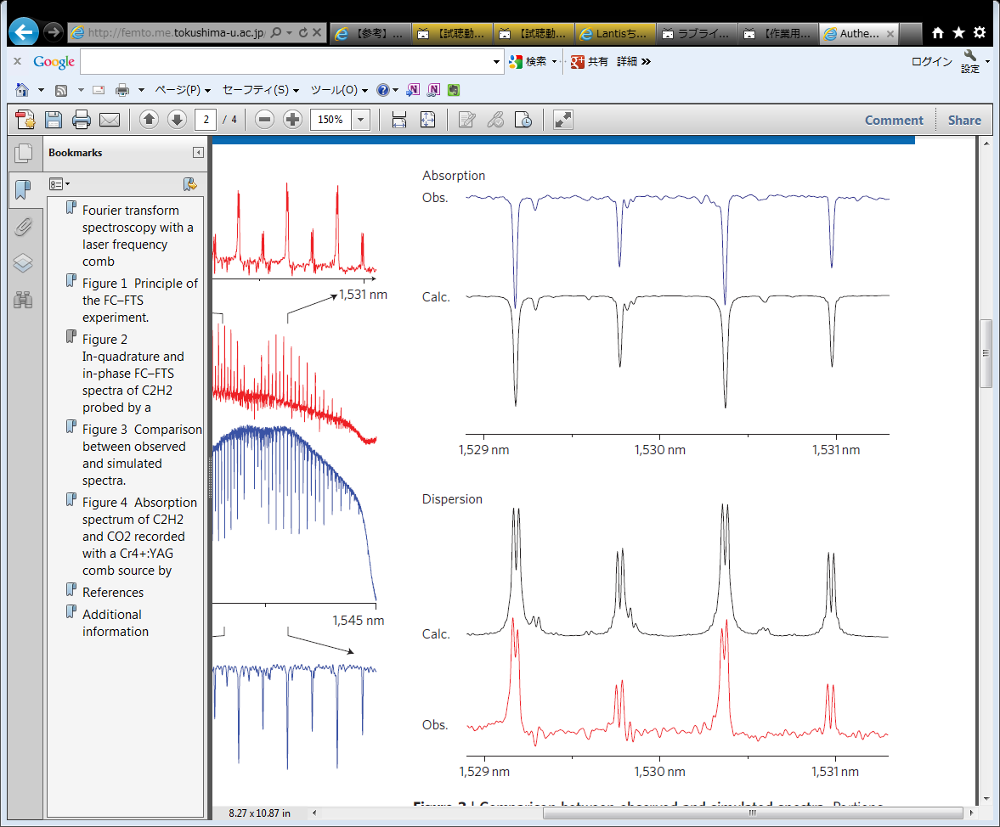 http://femto.me.tokushima-u.ac.jp/
【参考】...
【試聴動...
【試聴動...
Lantisち...
ラブライ...
【作業用...
Authe...
Google
検索
共有
詳細 »
ログイン
設定
ページ(P)
セーフティ(S)
ツール(O)
2 / 4
150%
Comment
Share
Bookmarks
Fourier transform
spectroscopy with a
laser frequency
comb
Figure 1 Principle of
the FC–FTS
experiment.
Figure 2
In-quadrature and
in-phase FC–FTS
spectra of C2H2
probed by a
Figure 3 Comparison
between observed
and simulated
spectra.
Figure 4 Absorption
spectrum of C2H2
and CO2 recorded
with a Cr4+:YAG
comb source by
References
Additional
information
1,531 nm
1,545 nm
Absorption
Obs.
Calc.
1,529 nm
1,530 nm
1,531 nm
Dispersion
Calc.
Obs.
1,529 nm
1,530 nm
1,531 nm
Figure 3 | Comparison between observed and simulated spectra. Portions
8.27 x 10.87 in